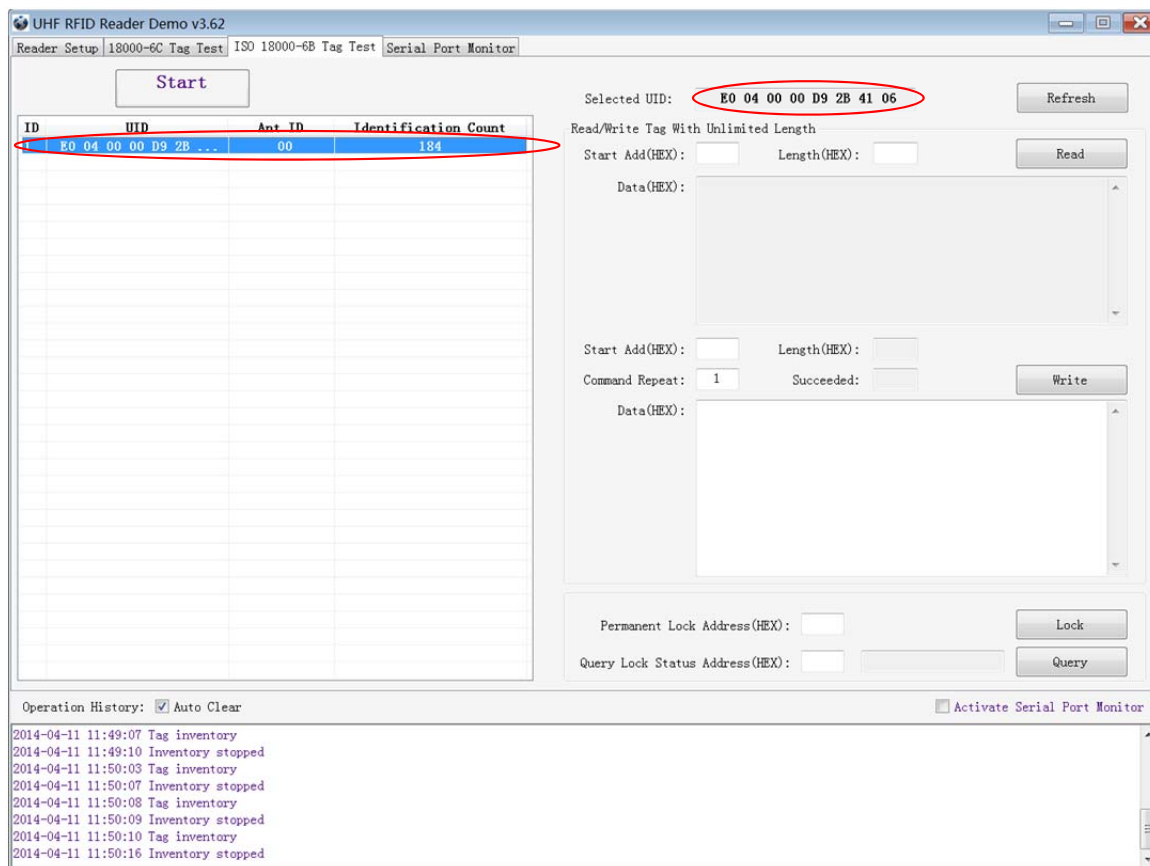 UHF RFID Reader Demo v3.62
Reader Setup 18000-6C Tag Test ISO 18000-6B Tag Test Serial Port Monitor
Start
ID UID Ant ID Identification Count
1 E0 04 00 00 D9 2B ... 00 184
Selected UID: E0 04 00 00 D9 2B 41 06 Refresh
Read/Write Tag With Unlimited Length
Start Add(HEX): Length(HEX): Read
Data(HEX):
Start Add(HEX): Length(HEX):
Command Repeat: 1 Succeeded: Write
Data(HEX):
Permanent Lock Address(HEX): Lock
Query Lock Status Address(HEX): Query
Operation History: Auto Clear Activate Serial Port Monitor
2014-04-11 11:49:07 Tag inventory
2014-04-11 11:49:10 Inventory stopped
2014-04-11 11:50:03 Tag inventory
2014-04-11 11:50:07 Inventory stopped
2014-04-11 11:50:08 Tag inventory
2014-04-11 11:50:09 Inventory stopped
2014-04-11 11:50:10 Tag inventory
2014-04-11 11:50:16 Inventory stopped